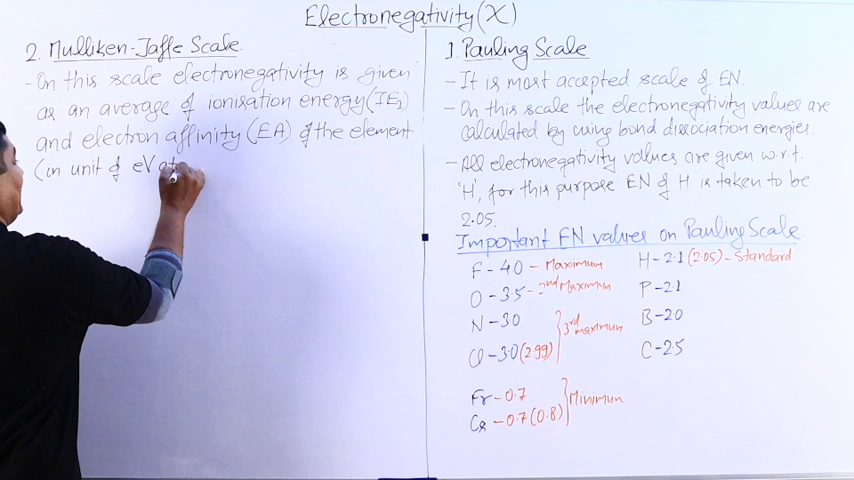 Electronegativity (X)
2. Mulliken-Jaffe Scale
- On this scale electronegativity is given
as an average of ionisation energy (IE1)
and electron affinity (EA) of the element
(in unit of eV at
1. Pauling Scale
- It is most accepted scale of EN.
- On this scale the electronegativity values are
calculated by using bond dissociation energies.
- All electronegativity values are given w.r.t.
'H', for this purpose EN of H is taken to be
2.05.
Important EN values on Pauling Scale
F - 4.0 - Maximum
O - 3.5 - 2nd Maximum
N - 3.0
Cl - 3.0 (2.99)
3rd maximum
Fr - 0.7
Cs - 0.7 (0.8)
Minimum
H - 2.1 (2.05) - Standard
P - 2.1
B - 2.0
C - 2.5